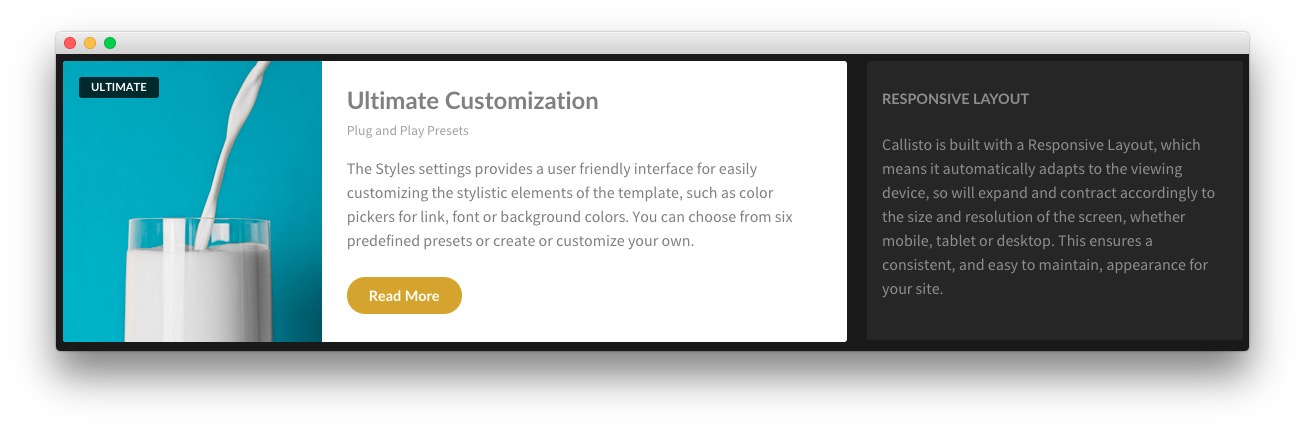 ULTIMATE
Ultimate Customization
Plug and Play Presets
The Styles settings provides a user friendly interface for easily
customizing the stylistic elements of the template, such as color
pickers for link, font or background colors. You can choose from six
predefined presets or create or customize your own.
Read More
RESPONSIVE LAYOUT
Callisto is built with a Responsive Layout, which
means it automatically adapts to the viewing
device, so will expand and contract accordingly to
the size and resolution of the screen, whether
mobile, tablet or desktop. This ensures a
consistent, and easy to maintain, appearance for
your site.